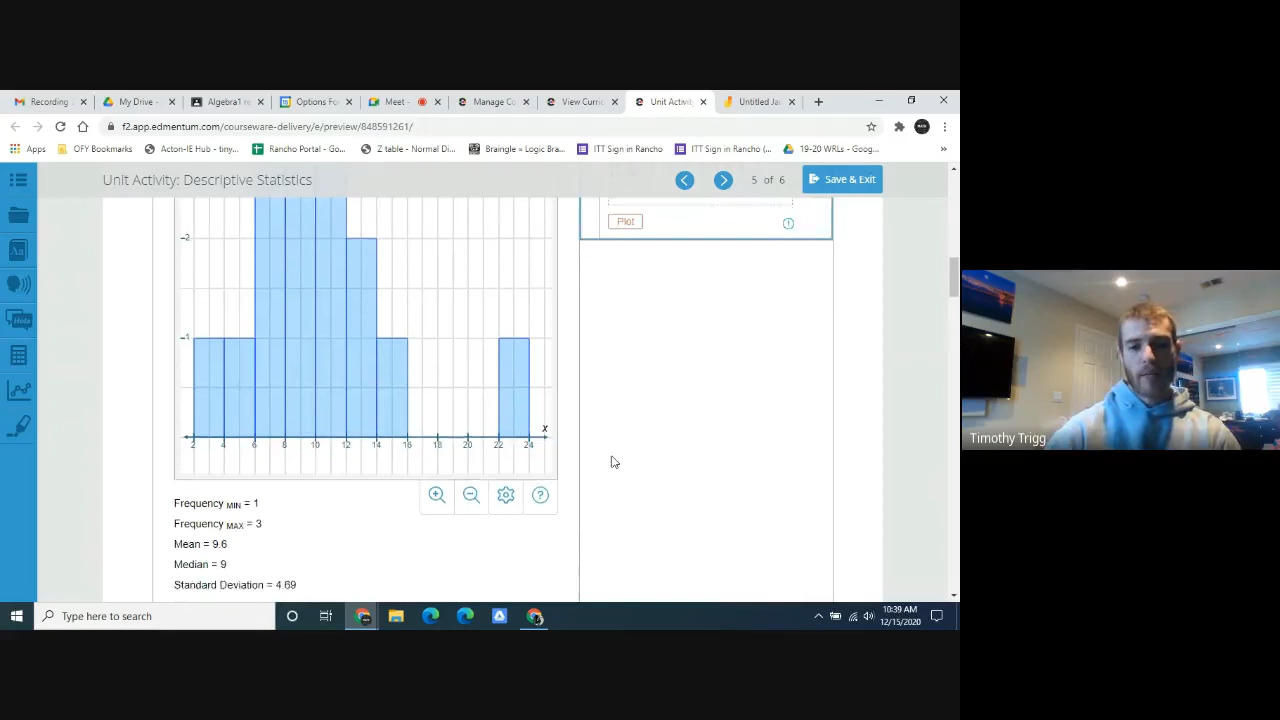 Recording
My Drive -
Algebra1 re
Options Fo
Meet -
Manage Co
View Curric
Unit Activit
Untitled Ja
f2.app.edmentum.com/courseware-delivery/e/preview/848591261/
Apps
OFY Bookmarks
Acton-IE Hub - tiny...
Rancho Portal - Go...
Z table - Normal Di...
Braingle » Logic Bra...
ITT Sign in Rancho
ITT Sign in Rancho (...
19-20 WRLs - Goog...
»
Unit Activity: Descriptive Statistics
5 of 6
Save & Exit
Plot
2
1
x
2 4 6 8 10 12 14 16 18 20 22 24
Frequency MIN = 1
Frequency MAX = 3
Mean = 9.6
Median = 9
Standard Deviation = 4.69
Aa
Hola
Timothy Trigg
Type here to search
10:39 AM
12/15/2020